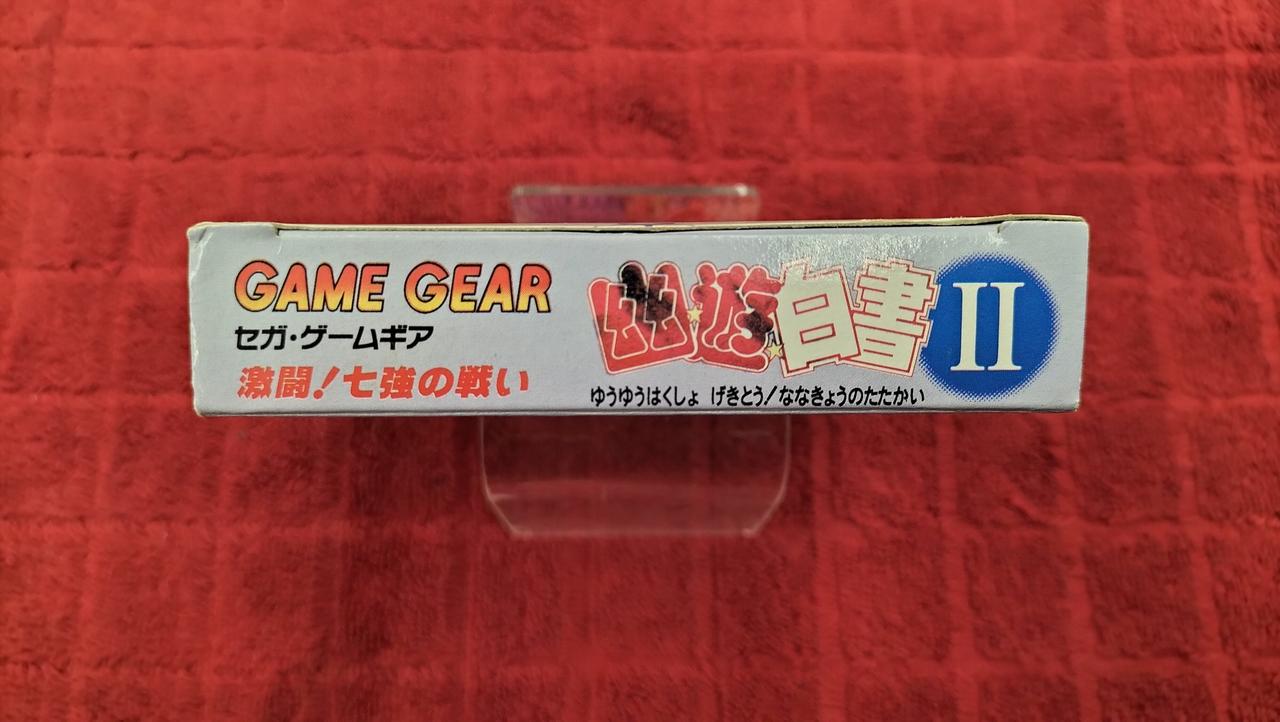 GAME GEAR
セガ・ゲームギア
激闘！七強の戦い
幽☆遊☆白書 II
ゆうゆうはくしょ げきとう！ななきょうのたたかい